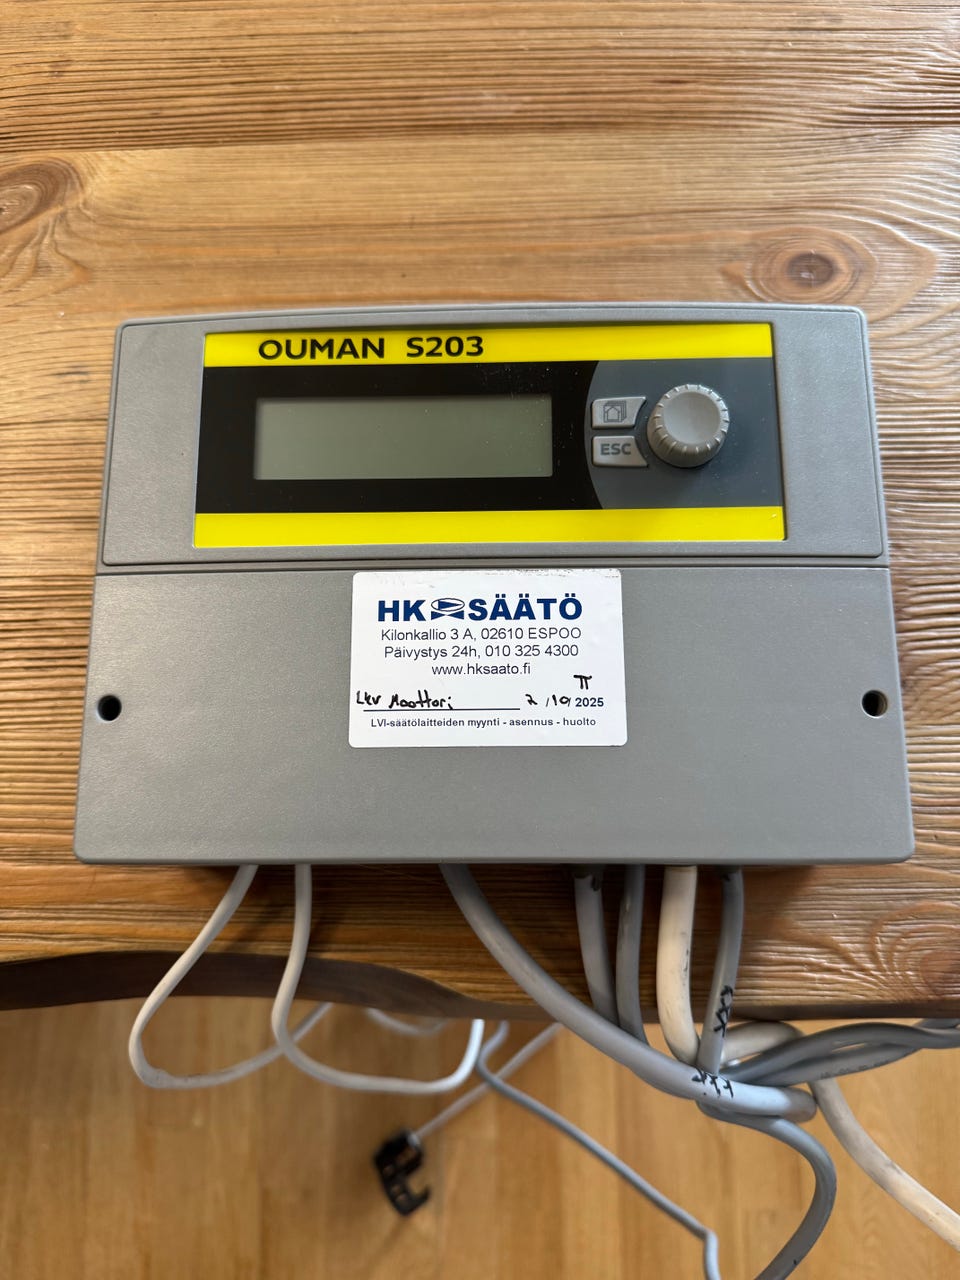 OUMAN S203
ESC
HK SÄÄTÖ
Kilonkallio 3 A, 02610 ESPOO
Päivystys 24h, 010 325 4300
www.hksaato.fi
Lkv Moottori 2 /10/ 2025
LVI-säätölaitteiden myynti - asennus - huolto